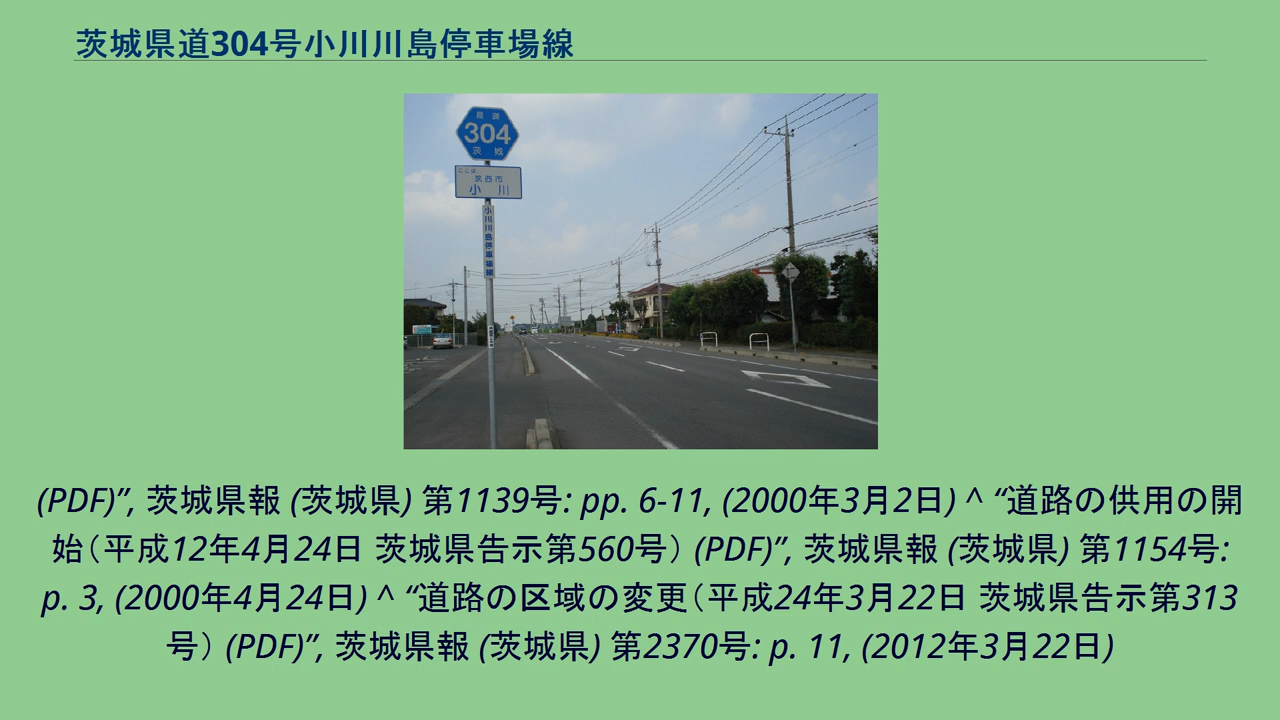 茨城県道304号小川川島停車場線
県道
304
茨城
ここは
筑西市
小川
小川川島停車場線
(PDF)”, 茨城県報 (茨城県) 第1139号: pp. 6-11, (2000年3月2日) ^ “道路の供用の開
始（平成12年4月24日 茨城県告示第560号） (PDF)”, 茨城県報 (茨城県) 第1154号:
p. 3, (2000年4月24日) ^ “道路の区域の変更（平成24年3月22日 茨城県告示第313
号） (PDF)”, 茨城県報 (茨城県) 第2370号: p. 11, (2012年3月22日)